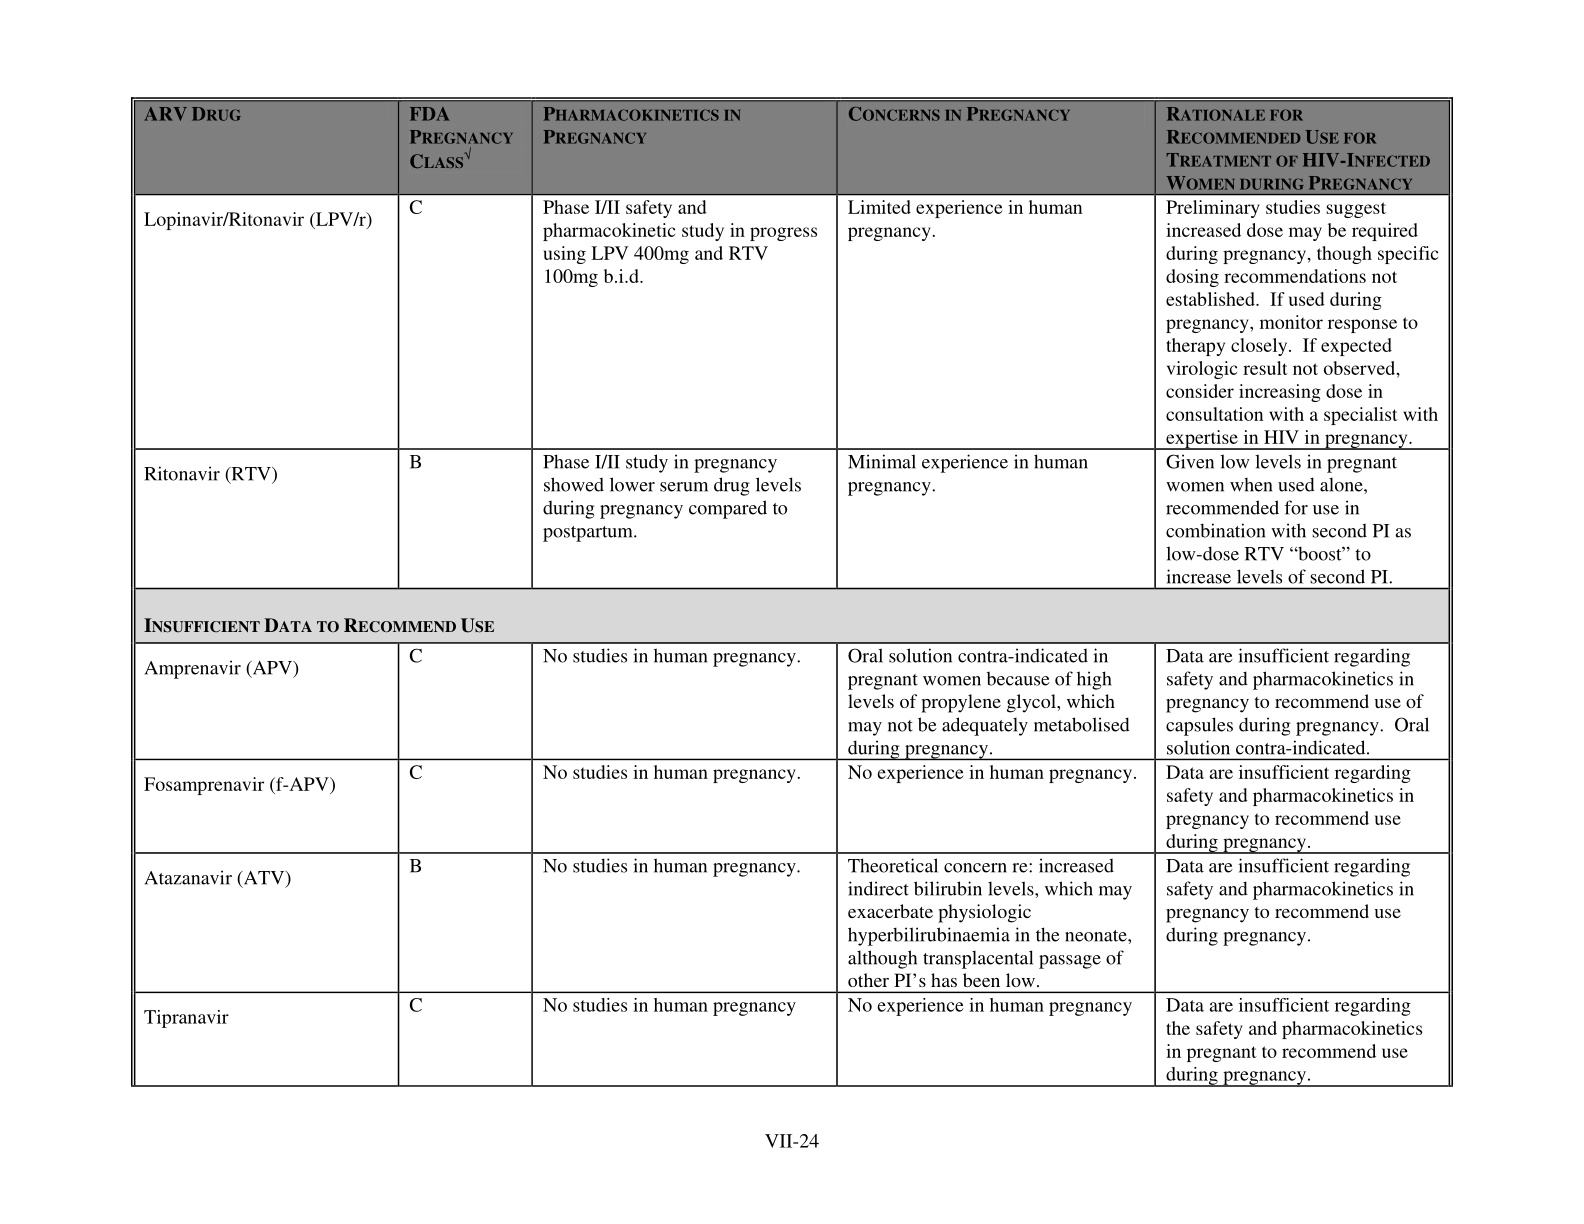 ARV DRUG
FDA
PREGNANCY
CLASS√
PHARMACOKINETICS IN
PREGNANCY
CONCERNS IN PREGNANCY
RATIONALE FOR
RECOMMENDED USE FOR
TREATMENT OF HIV-INFECTED
WOMEN DURING PREGNANCY
Lopinavir/Ritonavir (LPV/r)
C
Phase I/II safety and
pharmacokinetic study in progress
using LPV 400mg and RTV
100mg b.i.d.
Limited experience in human
pregnancy.
Preliminary studies suggest
increased dose may be required
during pregnancy, though specific
dosing recommendations not
established.  If used during
pregnancy, monitor response to
therapy closely.  If expected
virologic result not observed,
consider increasing dose in
consultation with a specialist with
expertise in HIV in pregnancy.
Ritonavir (RTV)
B
Phase I/II study in pregnancy
showed lower serum drug levels
during pregnancy compared to
postpartum.
Minimal experience in human
pregnancy.
Given low levels in pregnant
women when used alone,
recommended for use in
combination with second PI as
low-dose RTV “boost” to
increase levels of second PI.
INSUFFICIENT DATA TO RECOMMEND USE
Amprenavir (APV)
C
No studies in human pregnancy.
Oral solution contra-indicated in
pregnant women because of high
levels of propylene glycol, which
may not be adequately metabolised
during pregnancy.
Data are insufficient regarding
safety and pharmacokinetics in
pregnancy to recommend use of
capsules during pregnancy.  Oral
solution contra-indicated.
Fosamprenavir (f-APV)
C
No studies in human pregnancy.
No experience in human pregnancy.
Data are insufficient regarding
safety and pharmacokinetics in
pregnancy to recommend use
during pregnancy.
Atazanavir (ATV)
B
No studies in human pregnancy.
Theoretical concern re: increased
indirect bilirubin levels, which may
exacerbate physiologic
hyperbilirubinaemia in the neonate,
although transplacental passage of
other PI’s has been low.
Data are insufficient regarding
safety and pharmacokinetics in
pregnancy to recommend use
during pregnancy.
Tipranavir
C
No studies in human pregnancy
No experience in human pregnancy
Data are insufficient regarding
the safety and pharmacokinetics
in pregnant to recommend use
during pregnancy.
VII-24